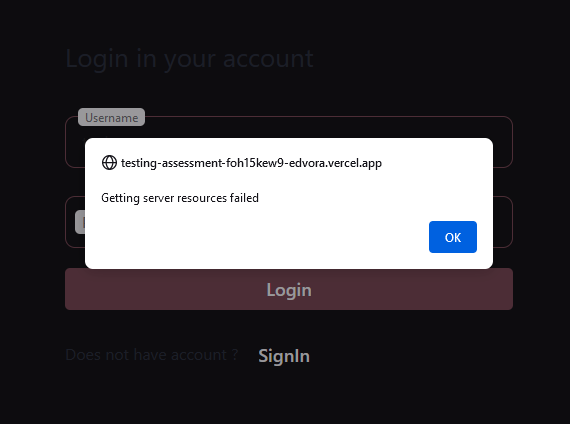 Login in your account
Username
testing-assessment-foh15kew9-edvora.vercel.app
Getting server resources failed
OK
Login
Does not have account ? SignIn